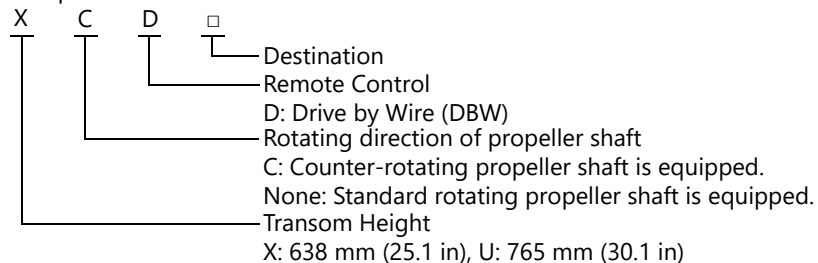 X C D □
Destination
Remote Control
D: Drive by Wire (DBW)
Rotating direction of propeller shaft
C: Counter-rotating propeller shaft is equipped.
None: Standard rotating propeller shaft is equipped.
Transom Height
X: 638 mm (25.1 in), U: 765 mm (30.1 in)